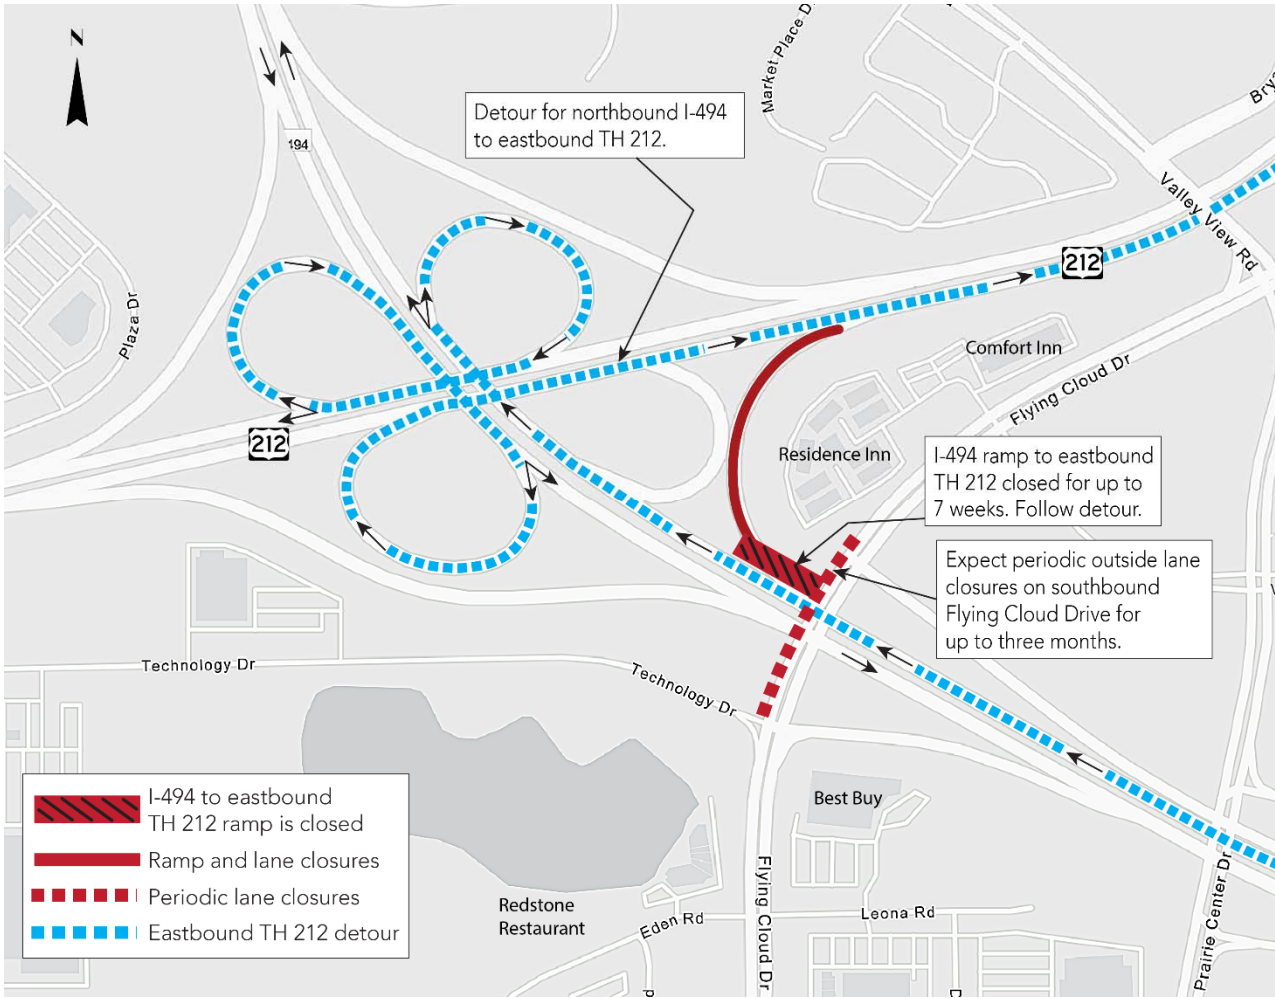 N
Market Place D
Detour for northbound I-494
to eastbound TH 212.
194
Valley View Rd
212
Plaza Dr
Comfort Inn
Flying Cloud Dr
212
Residence Inn
I-494 ramp to eastbound
TH 212 closed for up to
7 weeks. Follow detour.
Expect periodic outside lane
closures on southbound
Flying Cloud Drive for
up to three months.
Technology Dr
Technology Dr
I-494 to eastbound
TH 212 ramp is closed
Ramp and lane closures
Periodic lane closures
Eastbound TH 212 detour
Best Buy
Redstone
Restaurant
Eden Rd
Leona Rd
Flying Cloud Dr
Prairie Center Dr